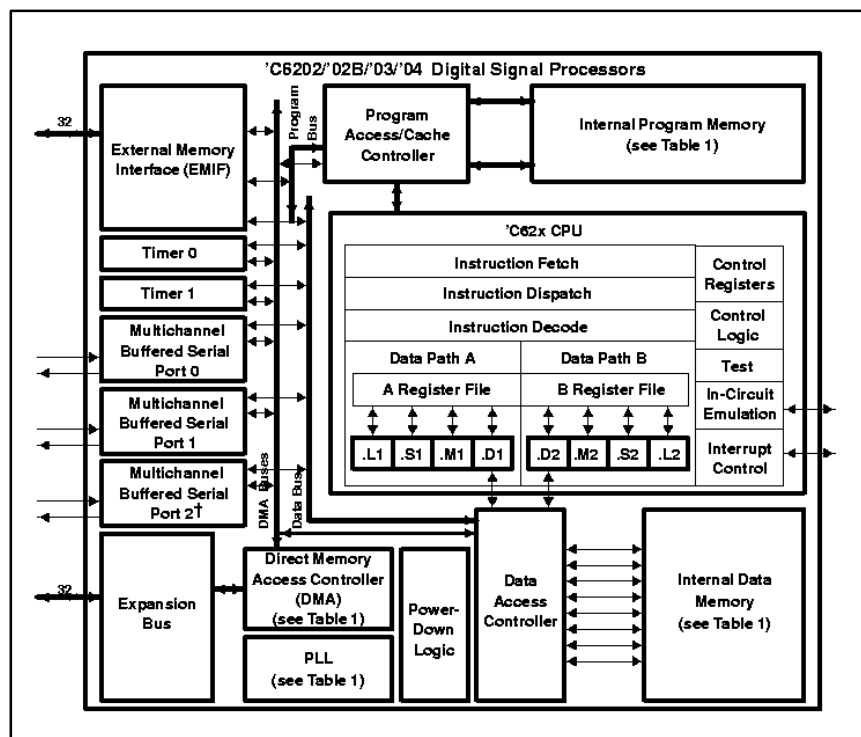 'C6202/'02B/'03/'04 Digital Signal Processors
32
External Memory
Interface (EMIF)
Timer 0
Timer 1
Multichannel
Buffered Serial
Port 0
Multichannel
Buffered Serial
Port 1
Multichannel
Buffered Serial
Port 2†
32
Expansion
Bus
Program
Bus
DMA Buses
Data Bus
Program
Access/Cache
Controller
Internal Program Memory
(see Table 1)
'C62x CPU
Instruction Fetch
Instruction Dispatch
Instruction Decode
Data Path A
Data Path B
A Register File
B Register File
.L1 .S1 .M1 .D1
.D2 .M2 .S2 .L2
Control
Registers
Control
Logic
Test
In-Circuit
Emulation
Interrupt
Control
Direct Memory
Access Controller
(DMA)
(see Table 1)
PLL
(see Table 1)
Power-
Down
Logic
Data
Access
Controller
Internal Data
Memory
(see Table 1)